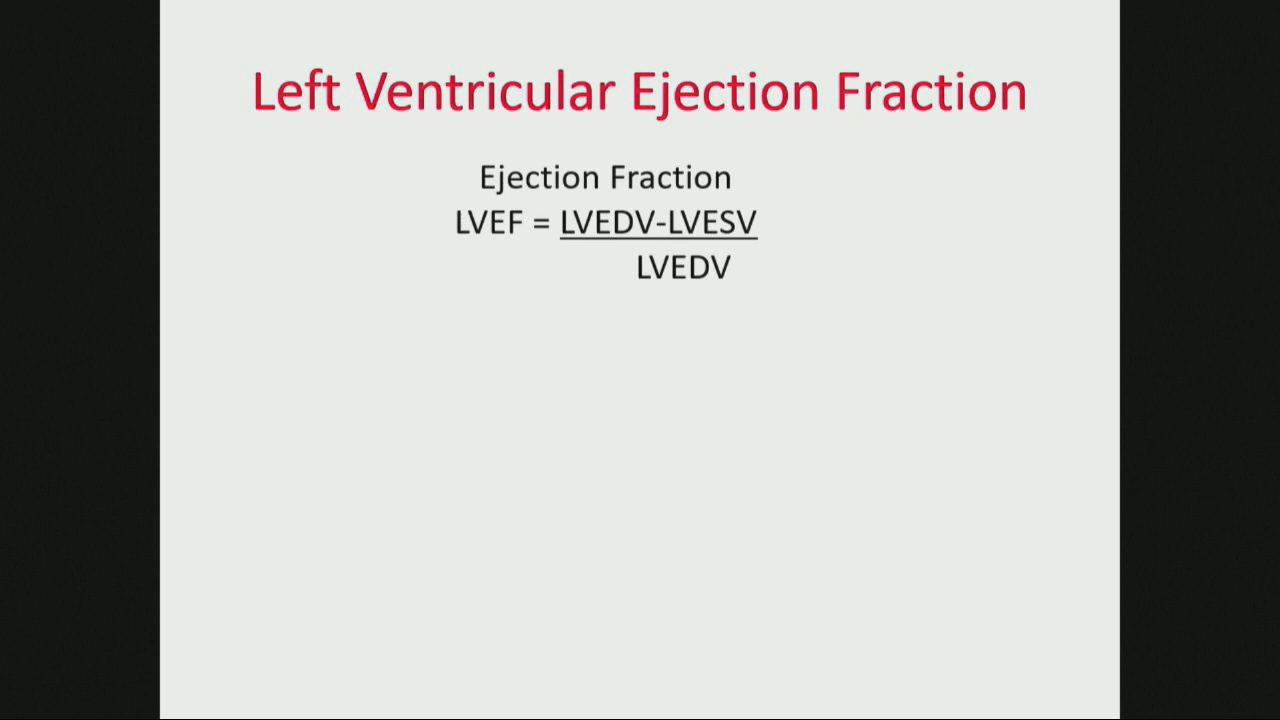 Left Ventricular Ejection Fraction
Ejection Fraction
LVEF = LVEDV-LVESV
LVEDV